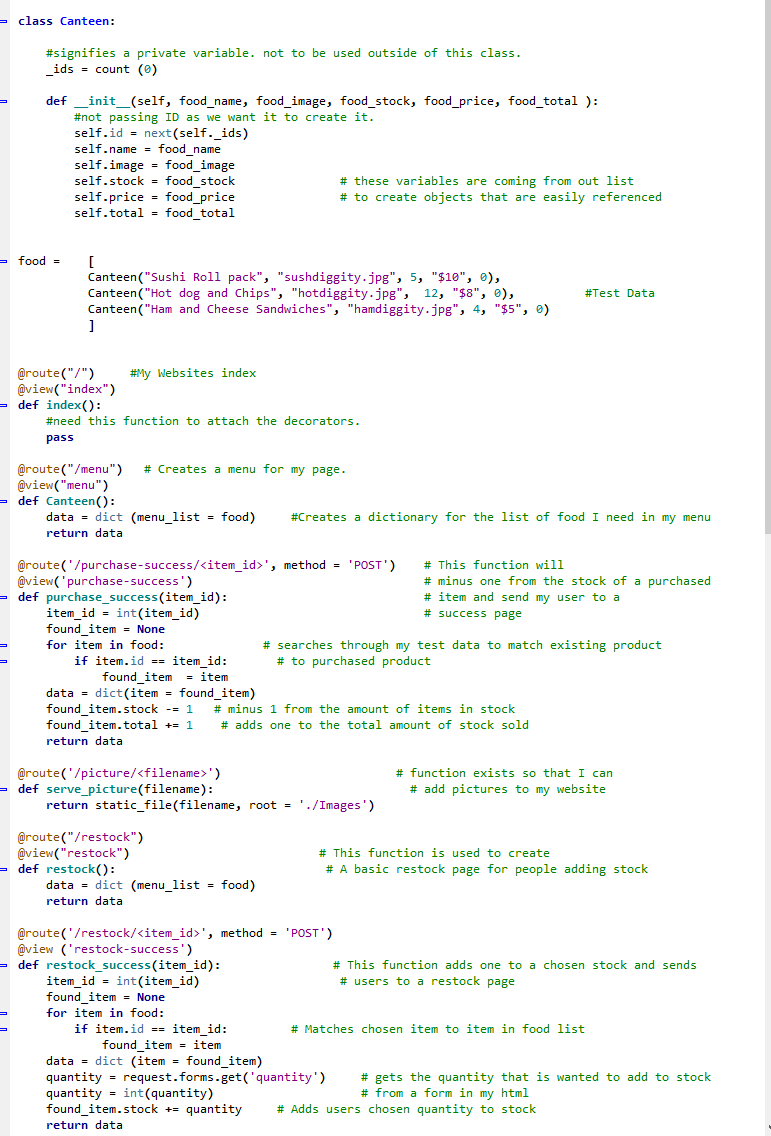 class Canteen:
#signifies a private variable. not to be used outside of this class.
_ids = count (0)
def __init__(self, food_name, food_image, food_stock, food_price, food_total ):
#not passing ID as we want it to create it.
self.id = next(self._ids)
self.name = food_name
self.image = food_image
self.stock = food_stock # these variables are coming from out list
self.price = food_price # to create objects that are easily referenced
self.total = food_total
food = [
Canteen("Sushi Roll pack", "sushdiggity.jpg", 5, "$10", 0),
Canteen("Hot dog and Chips", "hotdiggity.jpg", 12, "$8", 0), #Test Data
Canteen("Ham and Cheese Sandwiches", "hamdiggity.jpg", 4, "$5", 0)
]
@route("/") #My Websites index
@view("index")
def index():
#need this function to attach the decorators.
pass
@route("/menu") # Creates a menu for my page.
@view("menu")
def Canteen():
data = dict (menu_list = food) #Creates a dictionary for the list of food I need in my menu
return data
@route('/purchase-success/<item_id>', method = 'POST') # This function will
@view('purchase-success') # minus one from the stock of a purchased
def purchase_success(item_id): # item and send my user to a
item_id = int(item_id) # success page
found_item = None
for item in food: # searches through my test data to match existing product
if item.id == item_id: # to purchased product
found_item = item
data = dict(item = found_item)
found_item.stock -= 1 # minus 1 from the amount of items in stock
found_item.total += 1 # adds one to the total amount of stock sold
return data
@route('/picture/<filename>') # function exists so that I can
def serve_picture(filename): # add pictures to my website
return static_file(filename, root = './Images')
@route("/restock")
@view("restock") # This function is used to create
def restock(): # A basic restock page for people adding stock
data = dict (menu_list = food)
return data
@route('/restock/<item_id>', method = 'POST')
@view ('restock-success')
def restock_success(item_id): # This function adds one to a chosen stock and sends
item_id = int(item_id) # users to a restock page
found_item = None
for item in food:
if item.id == item_id: # Matches chosen item to item in food list
found_item = item
data = dict (item = found_item)
quantity = request.forms.get('quantity') # gets the quantity that is wanted to add to stock
quantity = int(quantity) # from a form in my html
found_item.stock += quantity # Adds users chosen quantity to stock
return data